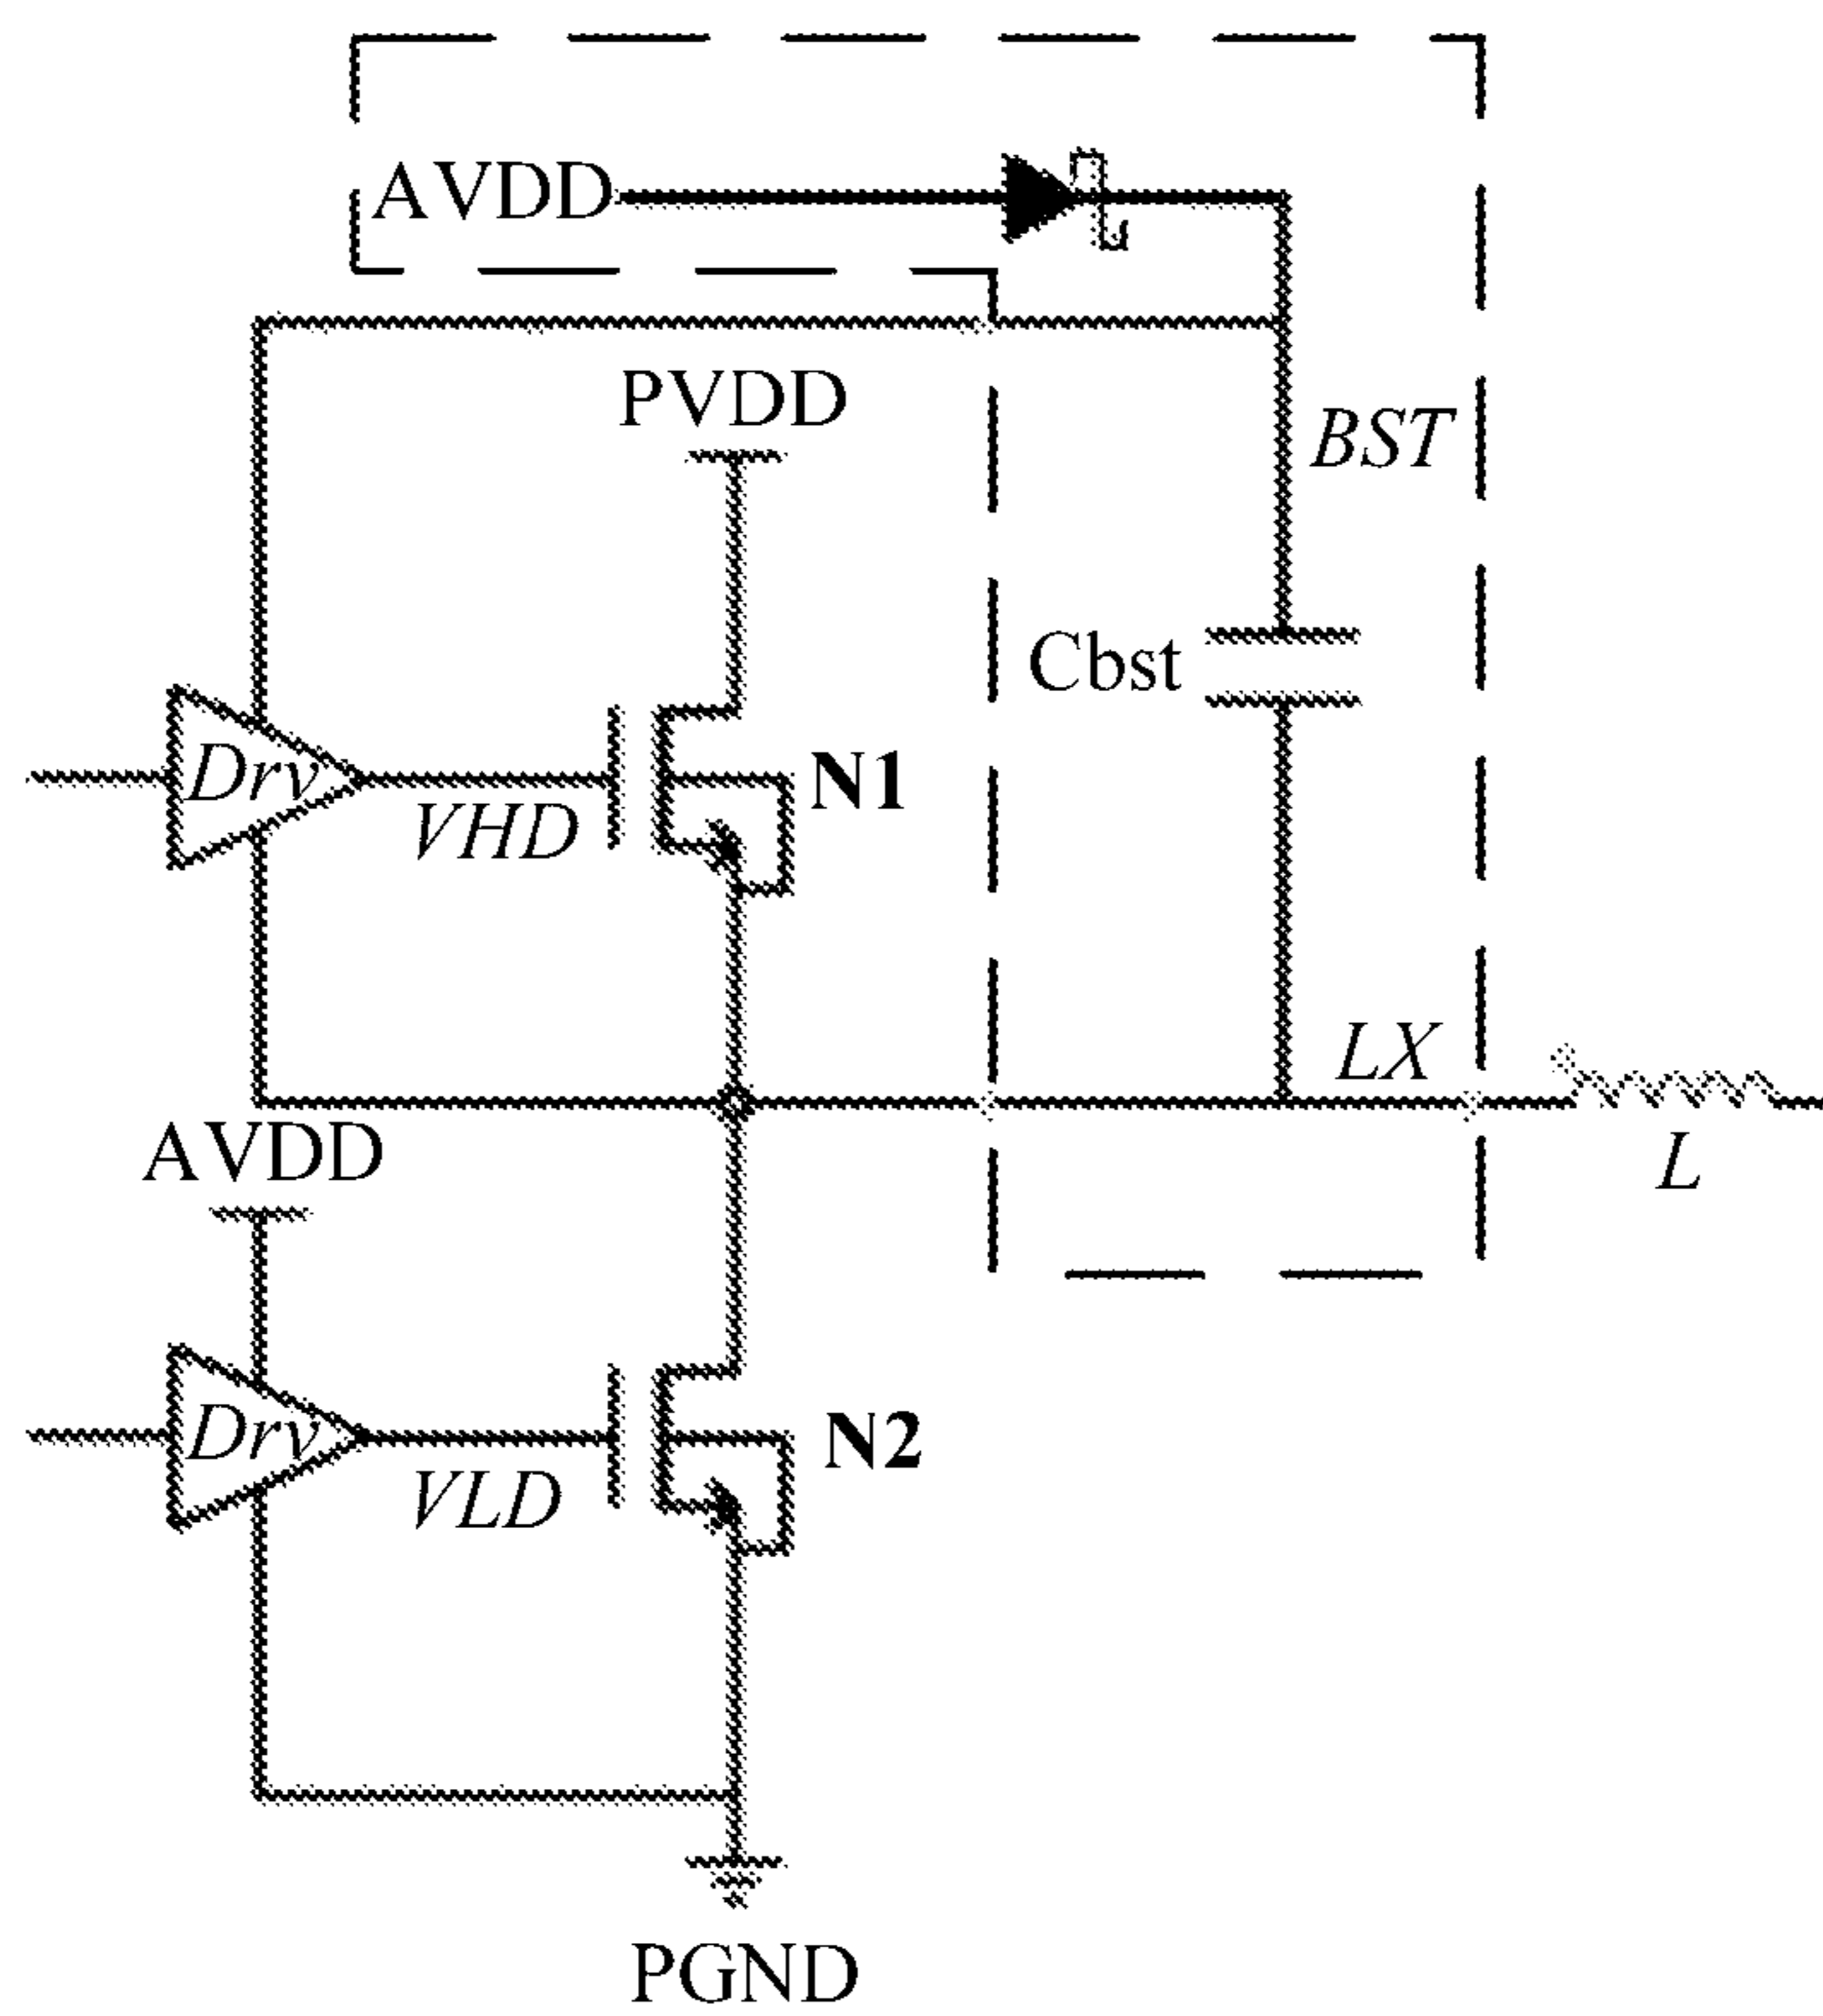 AVDD
PVDD
BST
Cbst
Drv
VHD
N1
LX
L
AVDD
Drv
VLD
N2
PGND